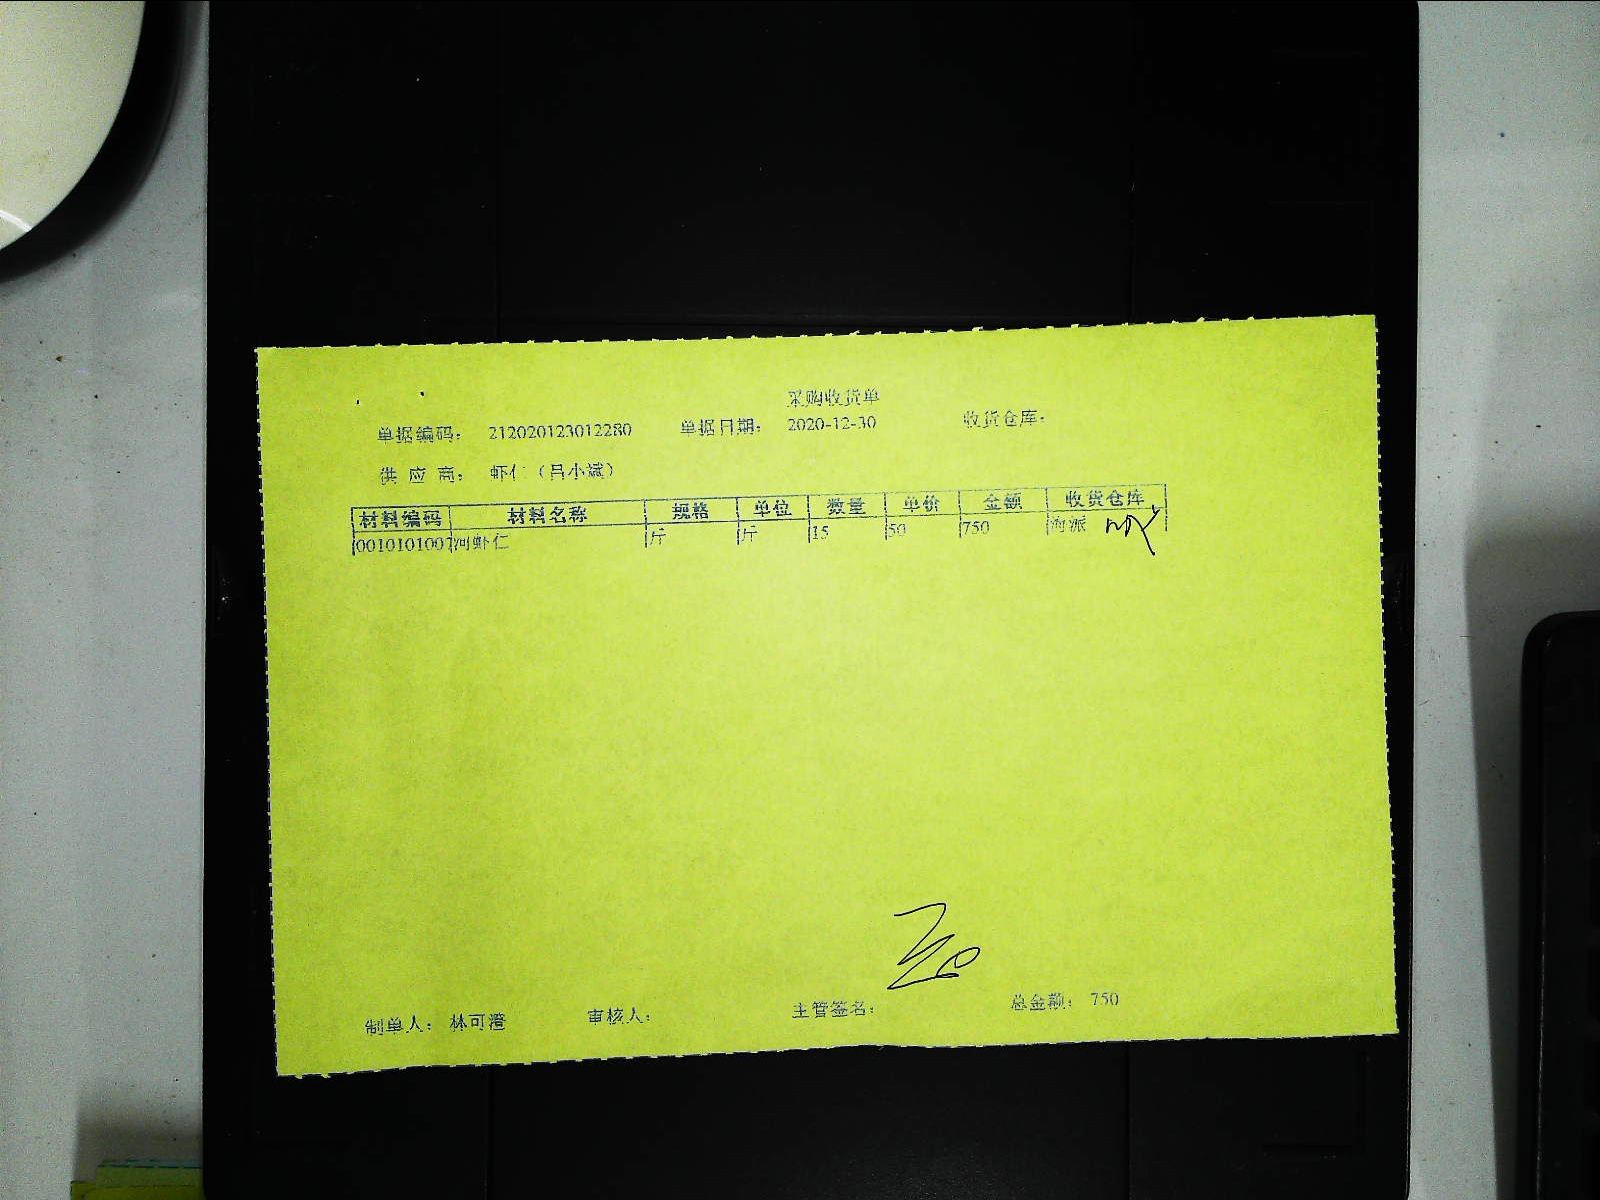 采购收货单
单据编码： 212020123012280 单据日期： 2020-12-30 收货仓库：
供 应 商： 虾仁（吕小斌）
材料编码 材料名称 规格 单位 数量 单价 金额 收货仓库
0010101007 河虾仁 斤 斤 15 50 750 海派
制单人： 林可澄 审核人： 主管签名： 总金额： 750